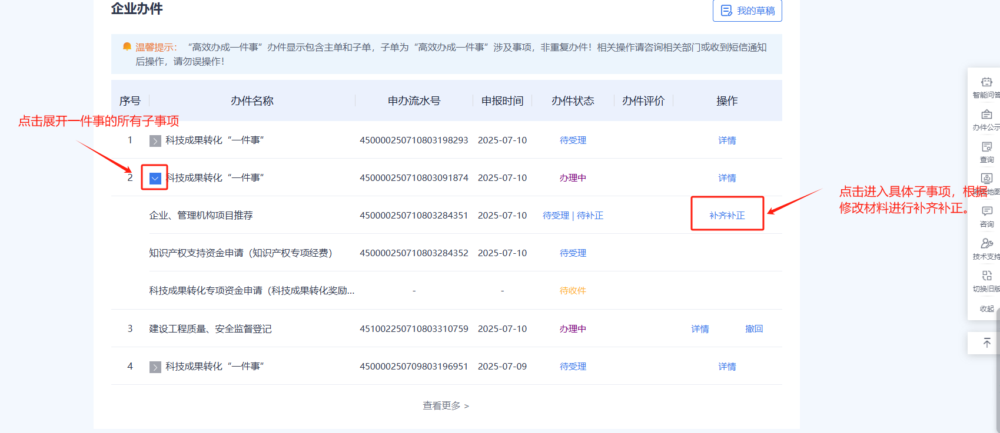 企业办件
我的草稿
温馨提示：“高效办成一件事”办件显示包含主单和子单，子单为“高效办成一件事”涉及事项，非重复办件！相关操作请咨询相关部门或收到短信通知
后操作，请勿误操作！
序号 办件名称 申办流水号 申报时间 办件状态 办件评价 操作
点击展开一件事的所有子事项
1 科技成果转化“一件事” 450000250710803198293 2025-07-10 待受理 详情
2 科技成果转化“一件事” 450000250710803091874 2025-07-10 办理中 详情
企业、管理机构项目推荐 450000250710803284351 2025-07-10 待受理 | 待补正 补齐补正
点击进入具体子事项，根据
修改材料进行补齐补正。
知识产权支持资金申请（知识产权专项经费） 450000250710803284352 2025-07-10 待受理
科技成果转化专项资金申请（科技成果转化奖励... - - 待收件
3 建设工程质量、安全监督登记 451002250710803310759 2025-07-10 办理中 详情 撤回
4 科技成果转化“一件事” 450000250709803196951 2025-07-09 待受理 详情
查看更多 >
智能问答
办件公示
查询
地图
咨询
技术支持
切换旧版
收起